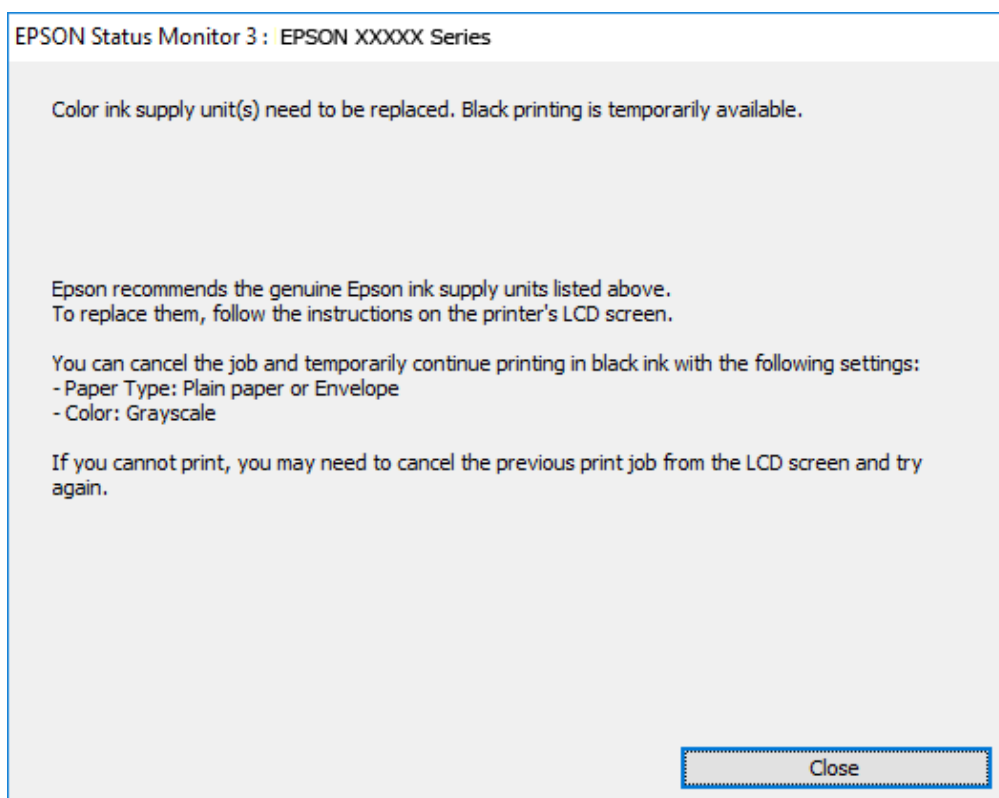 EPSON Status Monitor 3 : EPSON XXXXX Series
Color ink supply unit(s) need to be replaced. Black printing is temporarily available.
Epson recommends the genuine Epson ink supply units listed above.
To replace them, follow the instructions on the printer's LCD screen.
You can cancel the job and temporarily continue printing in black ink with the following settings:
- Paper Type: Plain paper or Envelope
- Color: Grayscale
If you cannot print, you may need to cancel the previous print job from the LCD screen and try
again.
Close